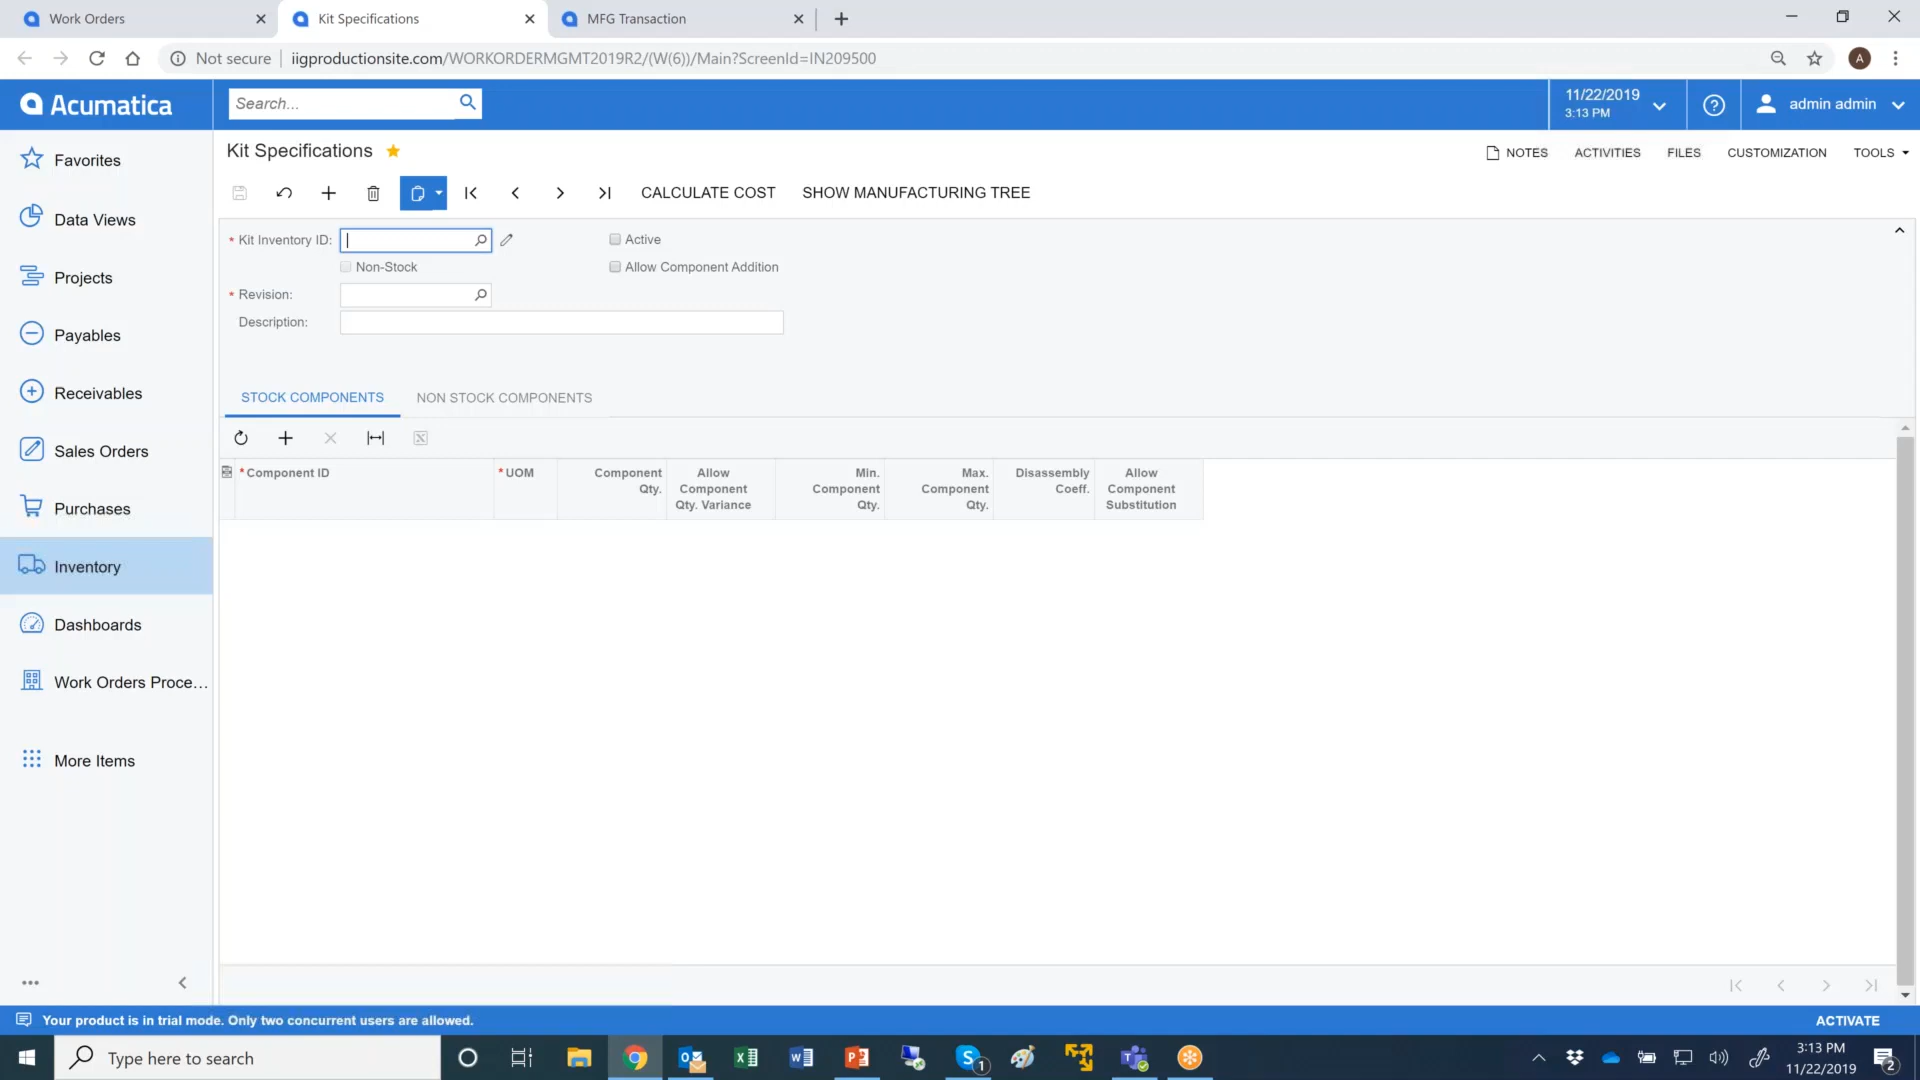 Work Orders
Kit Specifications
MFG Transaction
Not secure
iigproductionsite.com/WORKORDERMGMT2019R2/(W(6))/Main?ScreenId=IN209500
A
Acumatica
Search...
11/22/2019
3:13 PM
admin admin
Favorites
Data Views
Projects
Payables
Receivables
Sales Orders
Purchases
Inventory
Dashboards
Work Orders Proce...
More Items
Kit Specifications
NOTES
ACTIVITIES
FILES
CUSTOMIZATION
TOOLS
CALCULATE COST
SHOW MANUFACTURING TREE
* Kit Inventory ID:
Active
Non-Stock
Allow Component Addition
* Revision:
Description:
STOCK COMPONENTS
NON STOCK COMPONENTS
* Component ID
* UOM
Component
Qty.
Allow
Component
Qty. Variance
Min.
Component
Qty.
Max.
Component
Qty.
Disassembly
Coeff.
Allow
Component
Substitution
Your product is in trial mode. Only two concurrent users are allowed.
ACTIVATE
Type here to search
1
3:13 PM
11/22/2019
2